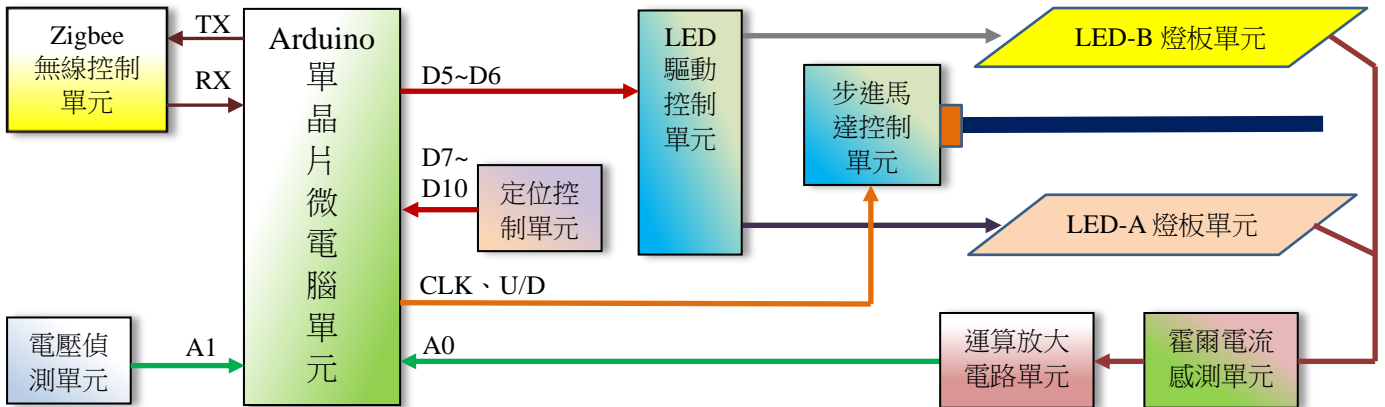 Zigbee
無線控制
單元
TX
RX
Arduino
單
晶
片
微
電
腦
單
元
D5~D6
D7~
D10
定位控
制單元
CLK、U/D
A0
電壓偵
測單元
A1
LED
驅動
控制
單元
步進馬
達控制
單元
LED-B 燈板單元
LED-A 燈板單元
運算放大
電路單元
霍爾電流
感測單元